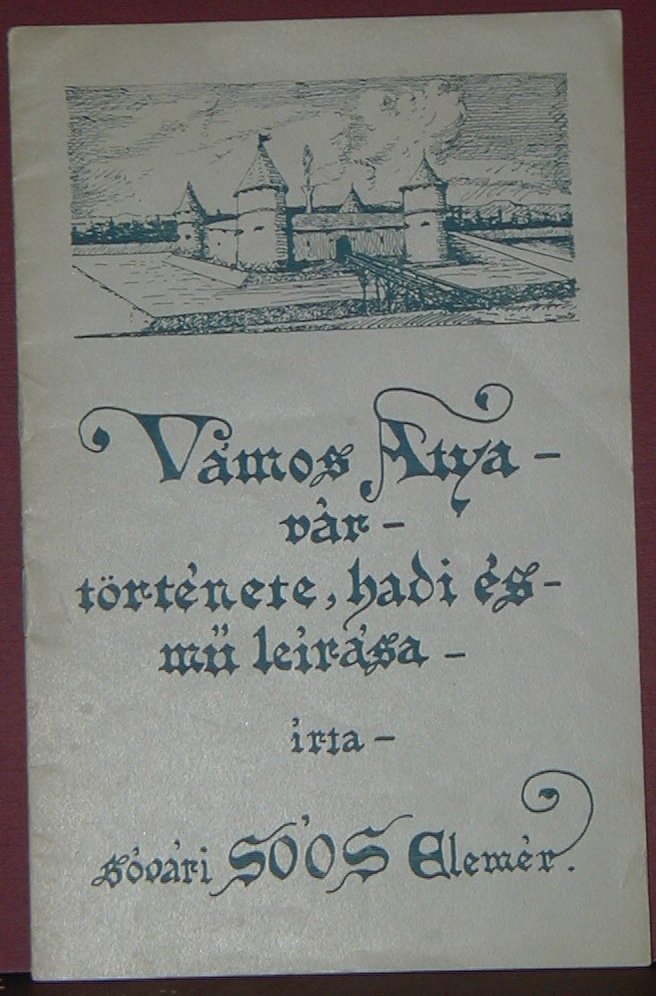 Vámos Atya –
vár –
története, hadi és –
mü leirása –
irta –
sóvári SOÓS Elemér.